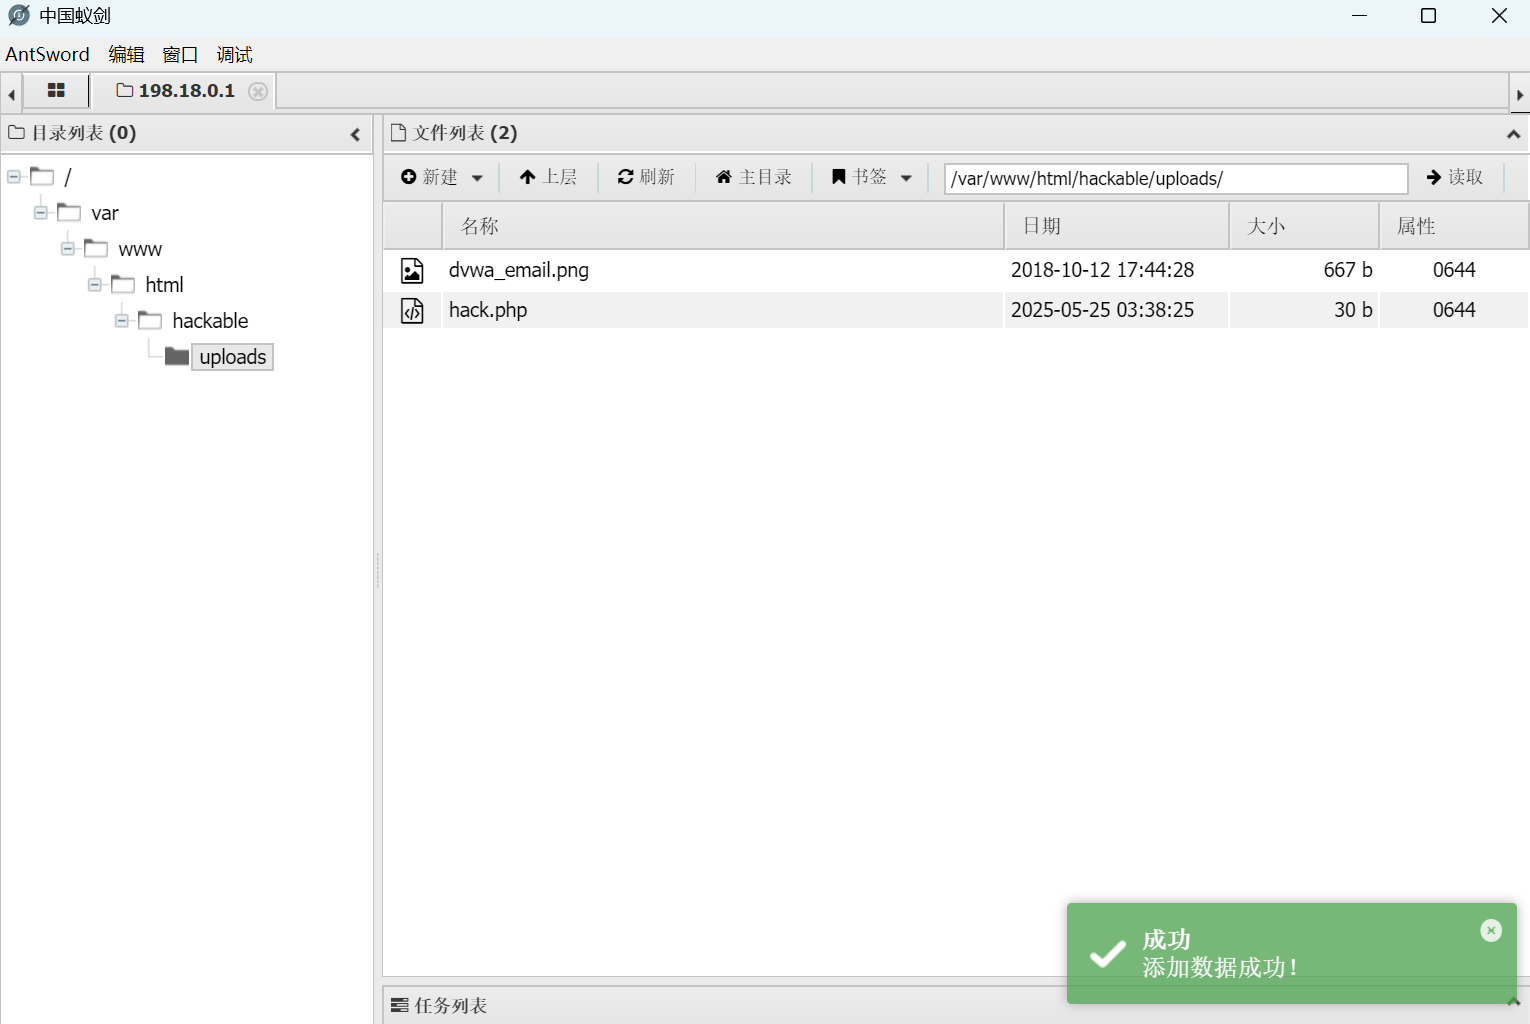 中国蚁剑
AntSword 编辑 窗口 调试
198.18.0.1
目录列表 (0)
/
var
www
html
hackable
uploads
文件列表 (2)
新建 上层 刷新 主目录 书签 /var/www/html/hackable/uploads/ 读取
名称 日期 大小 属性
dvwa_email.png 2018-10-12 17:44:28 667 b 0644
hack.php 2025-05-25 03:38:25 30 b 0644
成功
添加数据成功!
任务列表